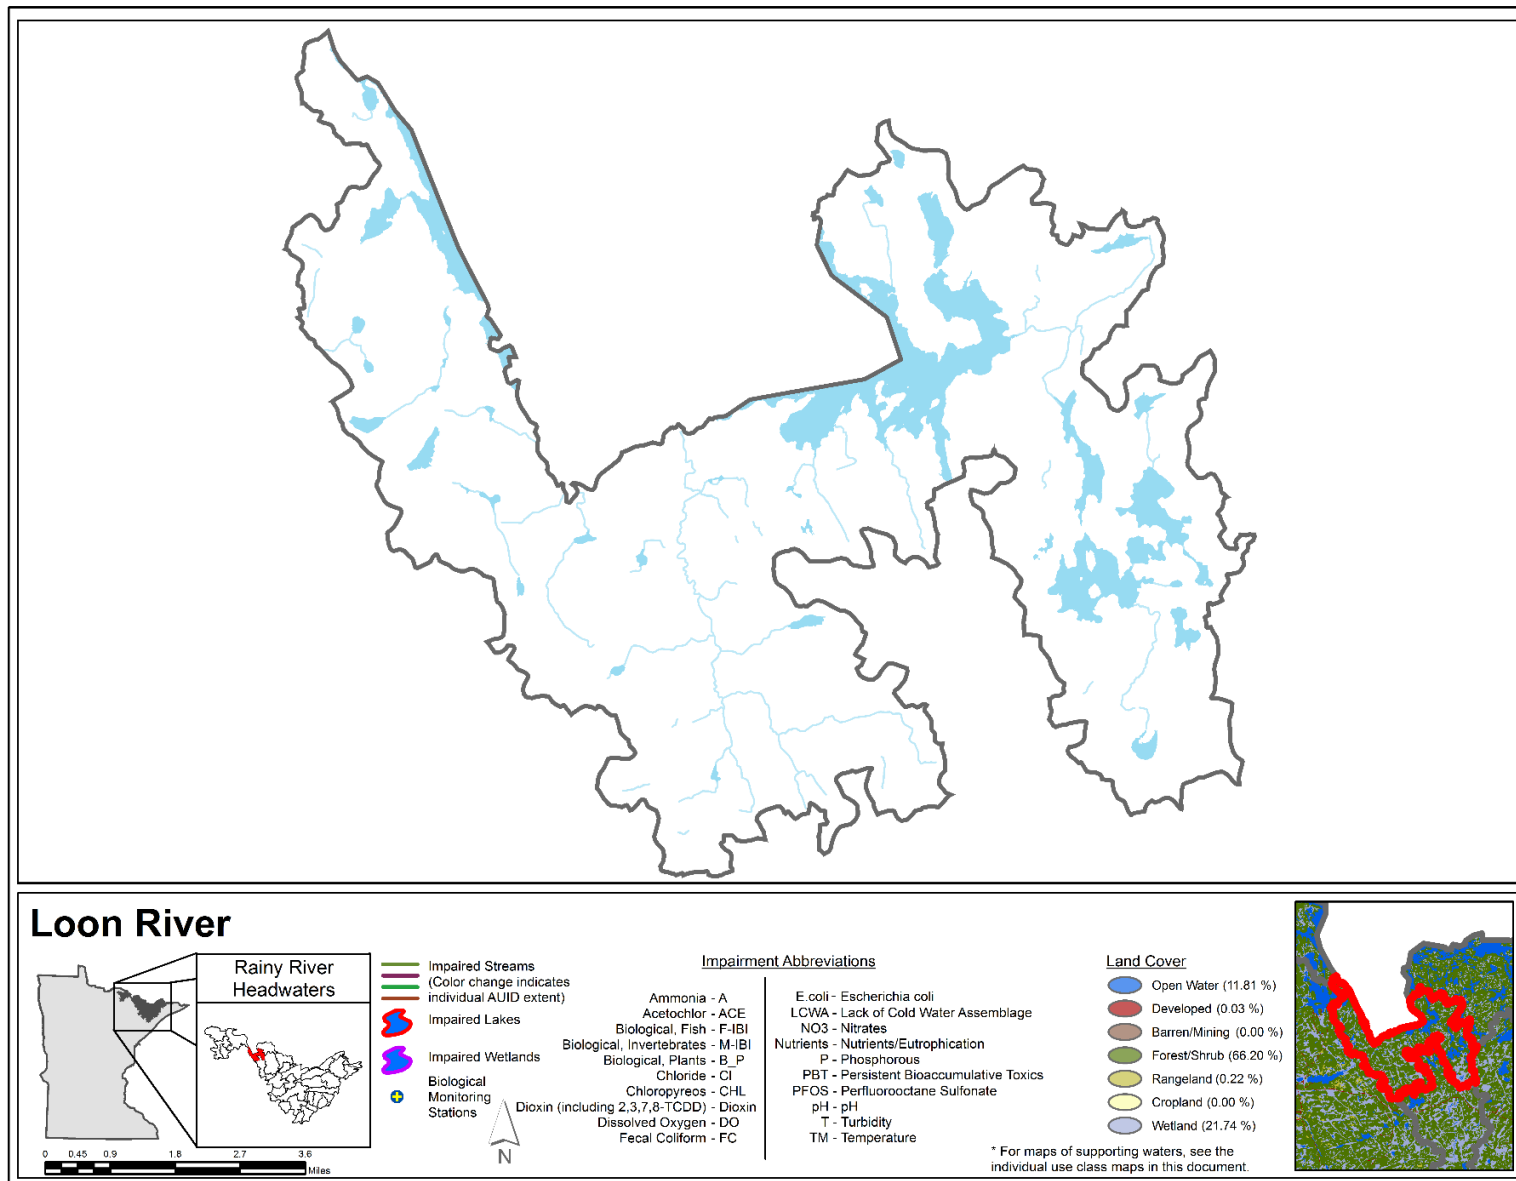 Loon River
Rainy River
Headwaters
0 0.45 0.9 1.8 2.7 3.6
Miles
Impaired Streams
(Color change indicates
individual AUID extent)
Impaired Lakes
Impaired Wetlands
Biological
Monitoring
Stations
N
Impairment Abbreviations
Ammonia - A
Acetochlor - ACE
Biological, Fish - F-IBI
Biological, Invertebrates - M-IBI
Biological, Plants - B_P
Chloride - Cl
Chloropyreos - CHL
Dioxin (including 2,3,7,8-TCDD) - Dioxin
Dissolved Oxygen - DO
Fecal Coliform - FC
E.coli - Escherichia coli
LCWA - Lack of Cold Water Assemblage
NO3 - Nitrates
Nutrients - Nutrients/Eutrophication
P - Phosphorous
PBT - Persistent Bioaccumulative Toxics
PFOS - Perfluorooctane Sulfonate
pH - pH
T - Turbidity
TM - Temperature
Land Cover
Open Water (11.81 %)
Developed (0.03 %)
Barren/Mining (0.00 %)
Forest/Shrub (66.20 %)
Rangeland (0.22 %)
Cropland (0.00 %)
Wetland (21.74 %)
* For maps of supporting waters, see the
individual use class maps in this document.